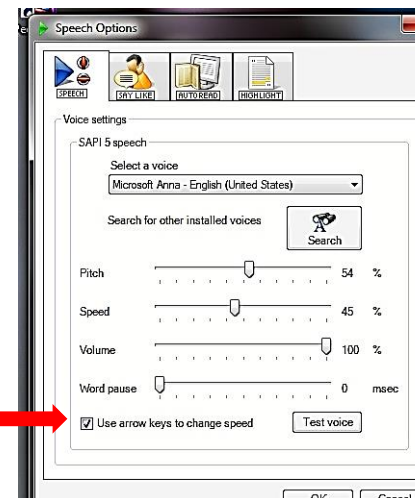 Speech Options
SPEECH
SAY LIKE
AUTOREAD
HIGHLIGHT
Voice settings
SAPI 5 speech
Select a voice
Microsoft Anna - English (United States)
Search for other installed voices
Search
Pitch 54 %
Speed 45 %
Volume 100 %
Word pause 0 msec
Use arrow keys to change speed
Test voice